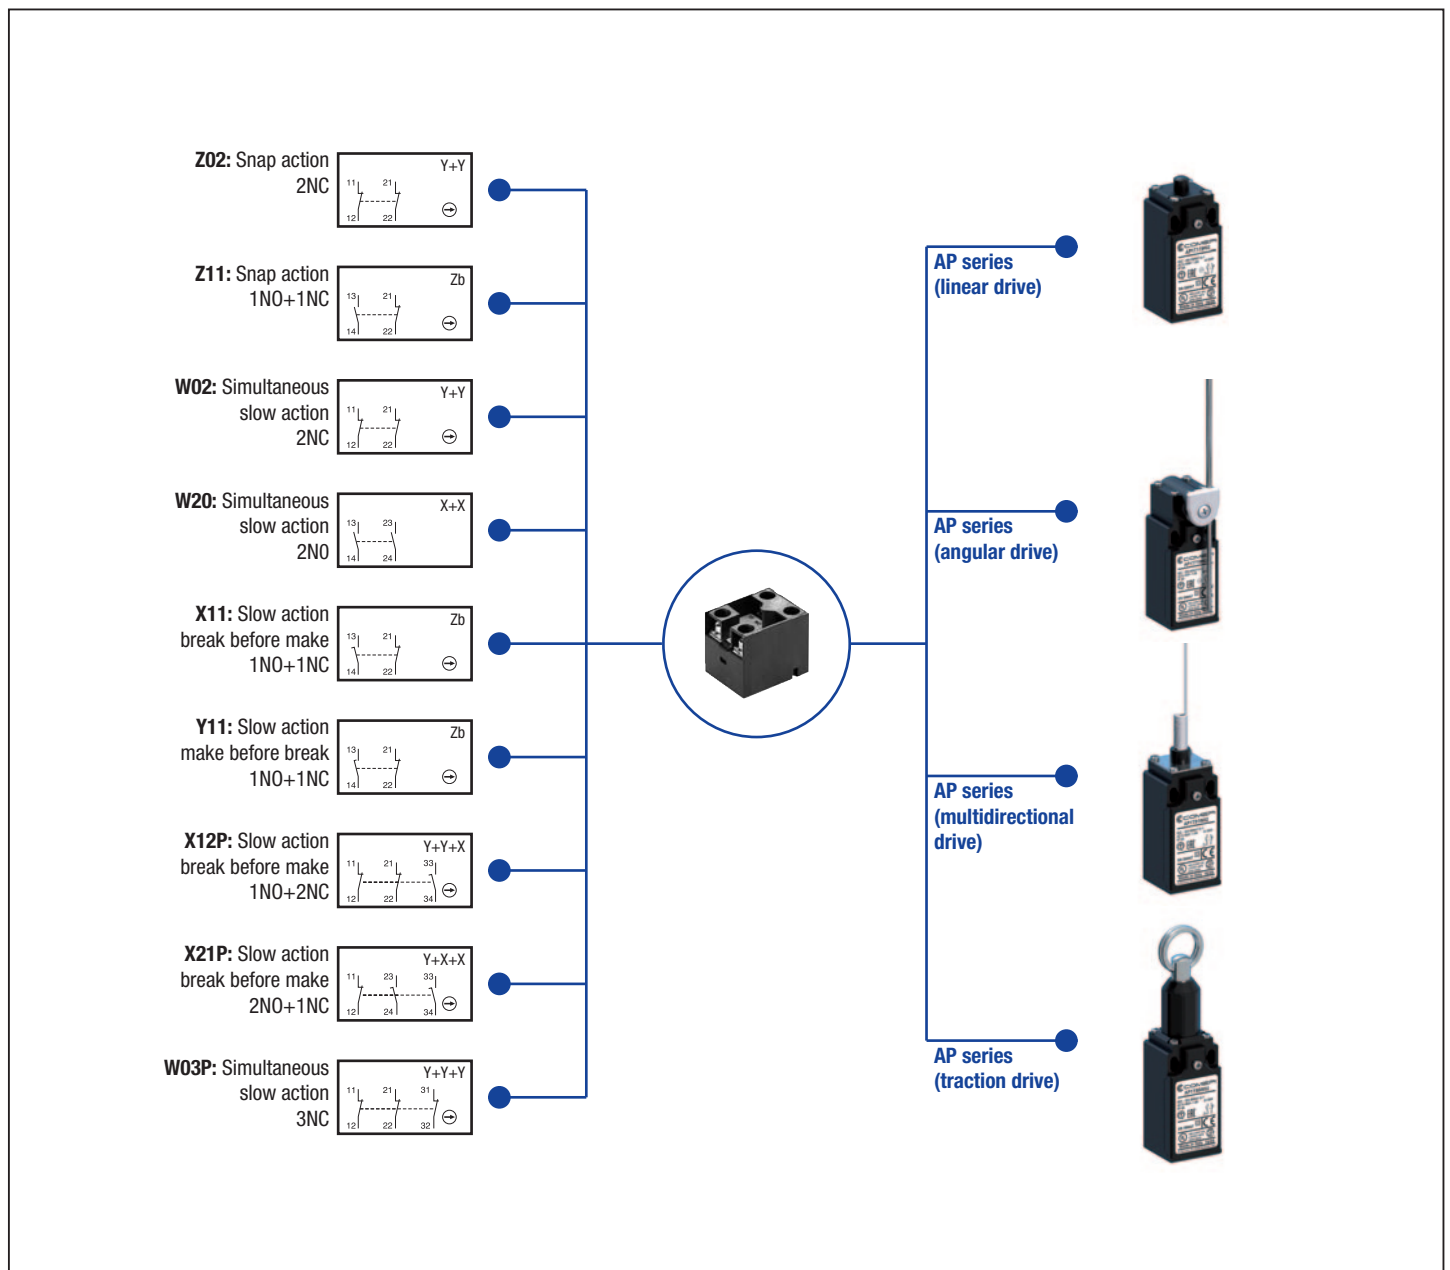 Z02: Snap action
2NC
Y+Y
11 21
12 22
Z11: Snap action
1NO+1NC
Zb
13 21
14 22
W02: Simultaneous
slow action
2NC
Y+Y
11 21
12 22
W20: Simultaneous
slow action
2NO
X+X
13 23
14 24
X11: Slow action
break before make
1NO+1NC
Zb
13 21
14 22
Y11: Slow action
make before break
1NO+1NC
Zb
13 21
14 22
X12P: Slow action
break before make
1NO+2NC
Y+Y+X
11 21 33
12 22 34
X21P: Slow action
break before make
2NO+1NC
Y+X+X
11 23 33
12 24 34
W03P: Simultaneous
slow action
3NC
Y+Y+Y
11 21 31
12 22 32
AP series
(linear drive)
COMEPI
AP series
(angular drive)
AP series
(multidirectional
drive)
COMEPI
AP series
(traction drive)
COMEPI